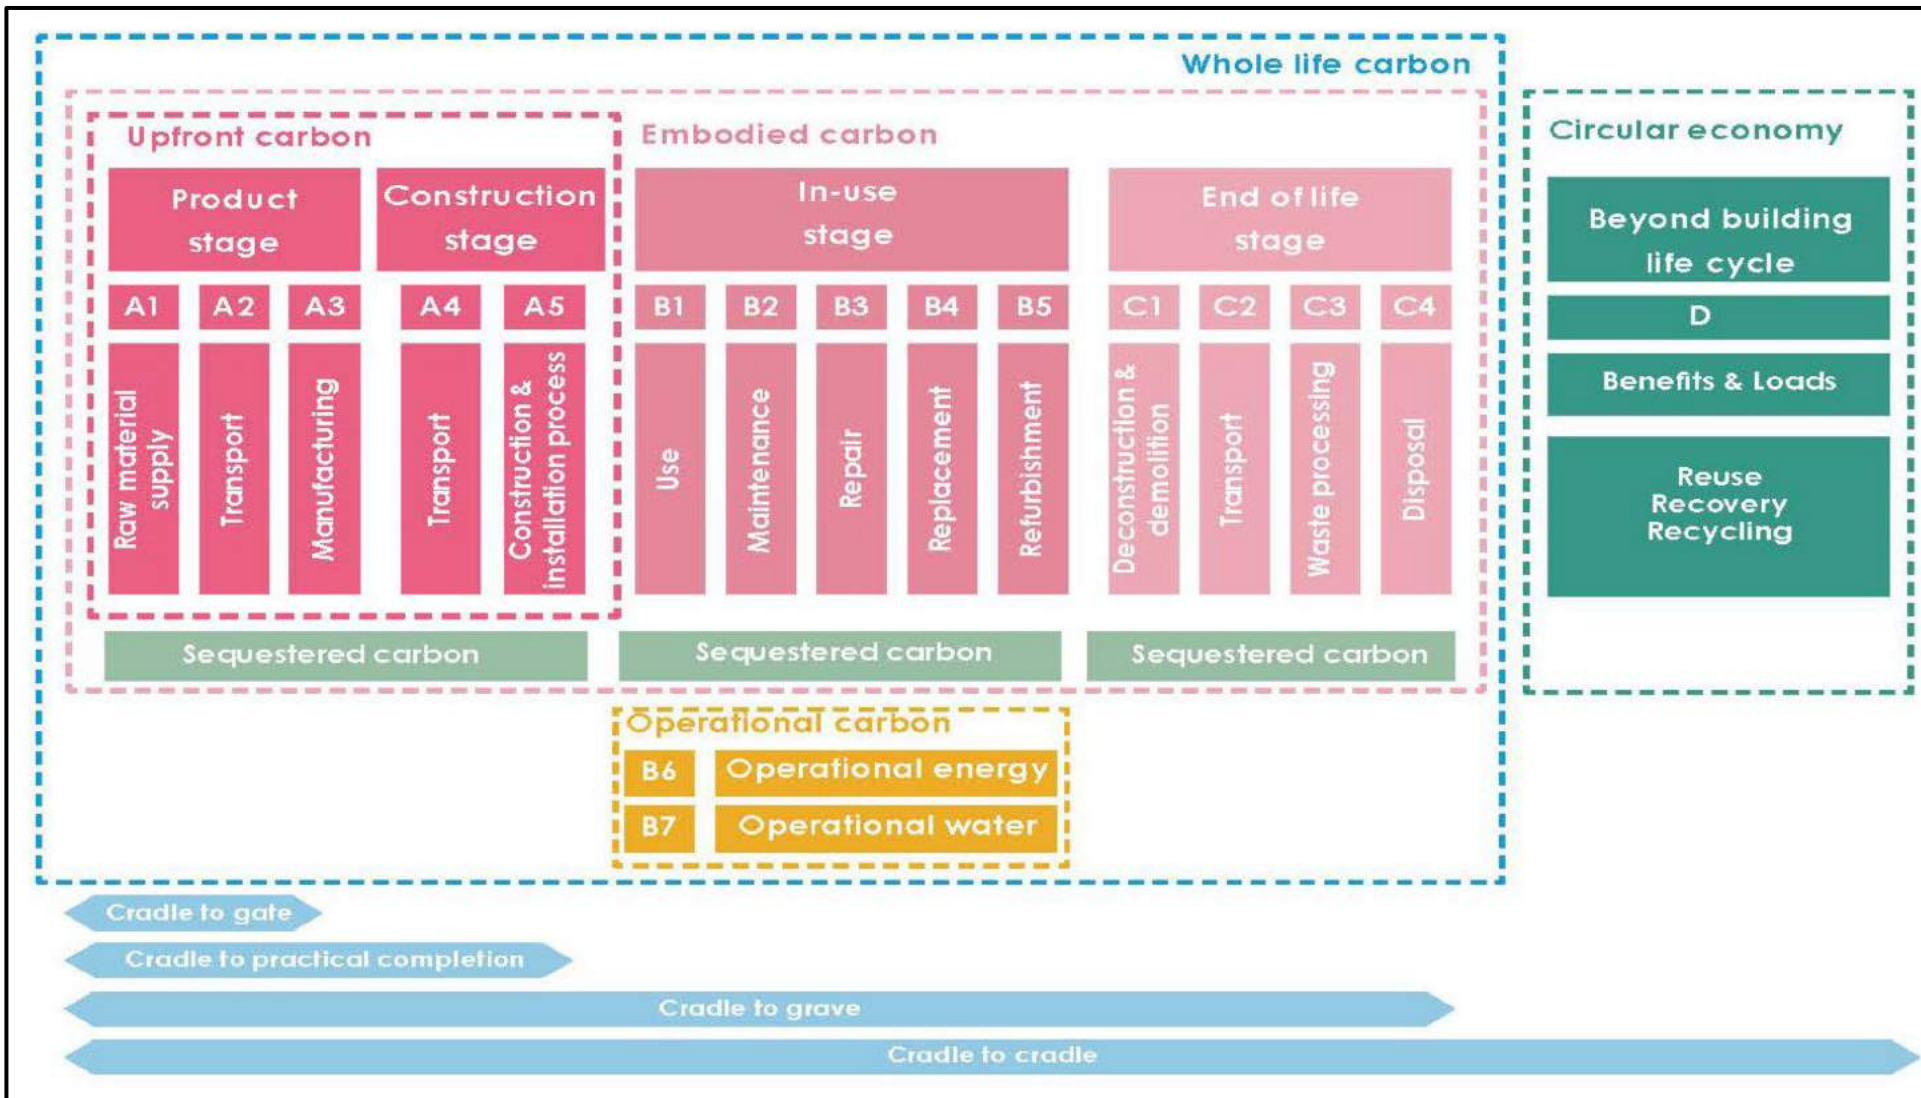 Whole life carbon
Upfront carbon
Embodied carbon
Circular economy
Product
stage
Construction
stage
In-use
stage
End of life
stage
Beyond building
life cycle
A1
A2
A3
A4
A5
B1
B2
B3
B4
B5
C1
C2
C3
C4
D
Raw material
supply
Transport
Manufacturing
Transport
Construction &
installation process
Use
Maintenance
Repair
Replacement
Refurbishment
Deconstruction &
demolition
Transport
Waste processing
Disposal
Benefits & Loads
Reuse
Recovery
Recycling
Sequestered carbon
Sequestered carbon
Sequestered carbon
Operational carbon
B6
Operational energy
B7
Operational water
Cradle to gate
Cradle to practical completion
Cradle to grave
Cradle to cradle